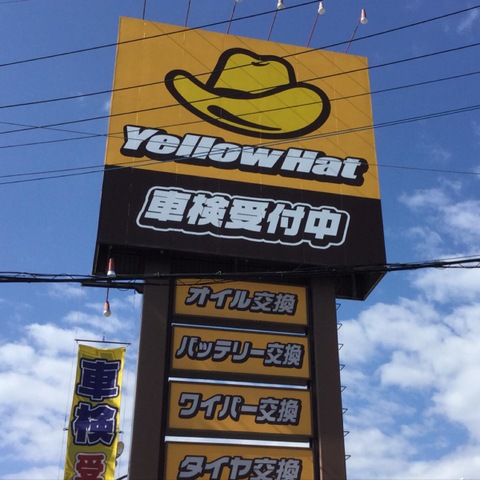 Yellow Hat
車検受付中
オイル交換
バッテリー交換
ワイパー交換
タイヤ交換
車検受